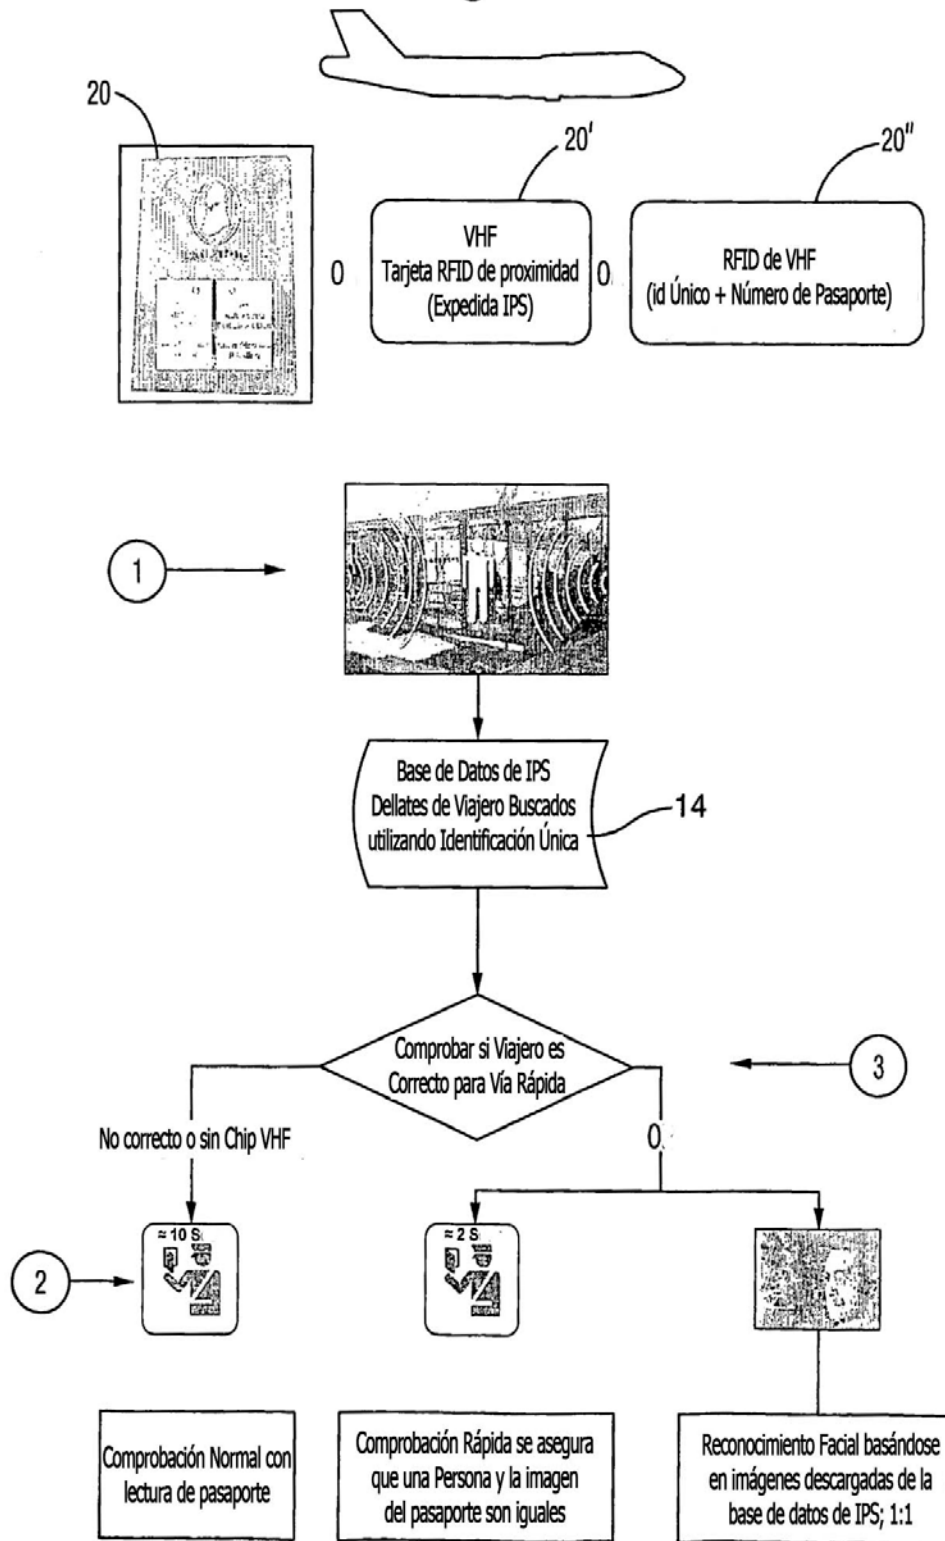 20
20'
20''
VHF
Tarjeta RFID de proximidad
(Expedida IPS)
O
O
RFID de VHF
(id Único + Número de Pasaporte)
1
Base de Datos de IPS
Dellates de Viajero Buscados
utilizando Identificación Única
14
Comprobar si Viajero es
Correcto para Vía Rápida
3
No correcto o sin Chip VHF
O
≈ 10 S
≈ 2 S
2
Comprobación Normal con
lectura de pasaporte
Comprobación Rápida se asegura
que una Persona y la imagen
del pasaporte son iguales
Reconocimiento Facial basándose
en imágenes descargadas de la
base de datos de IPS; 1:1